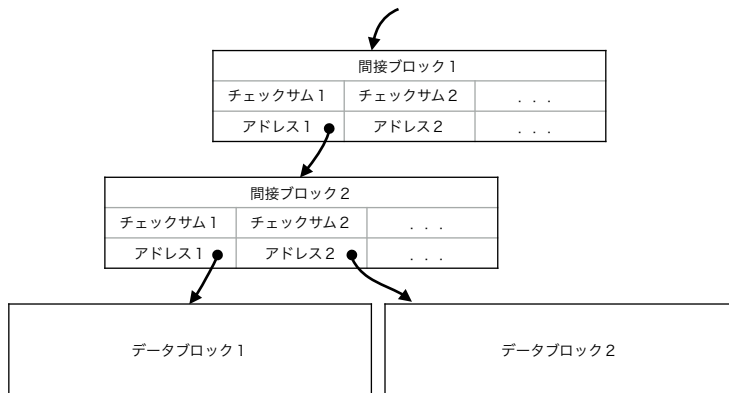 間接ブロック１
チェックサム１ チェックサム２ . . .
アドレス１ アドレス２ . . .
間接ブロック２
チェックサム１ チェックサム２ . . .
アドレス１ アドレス２ . . .
データブロック１ データブロック２